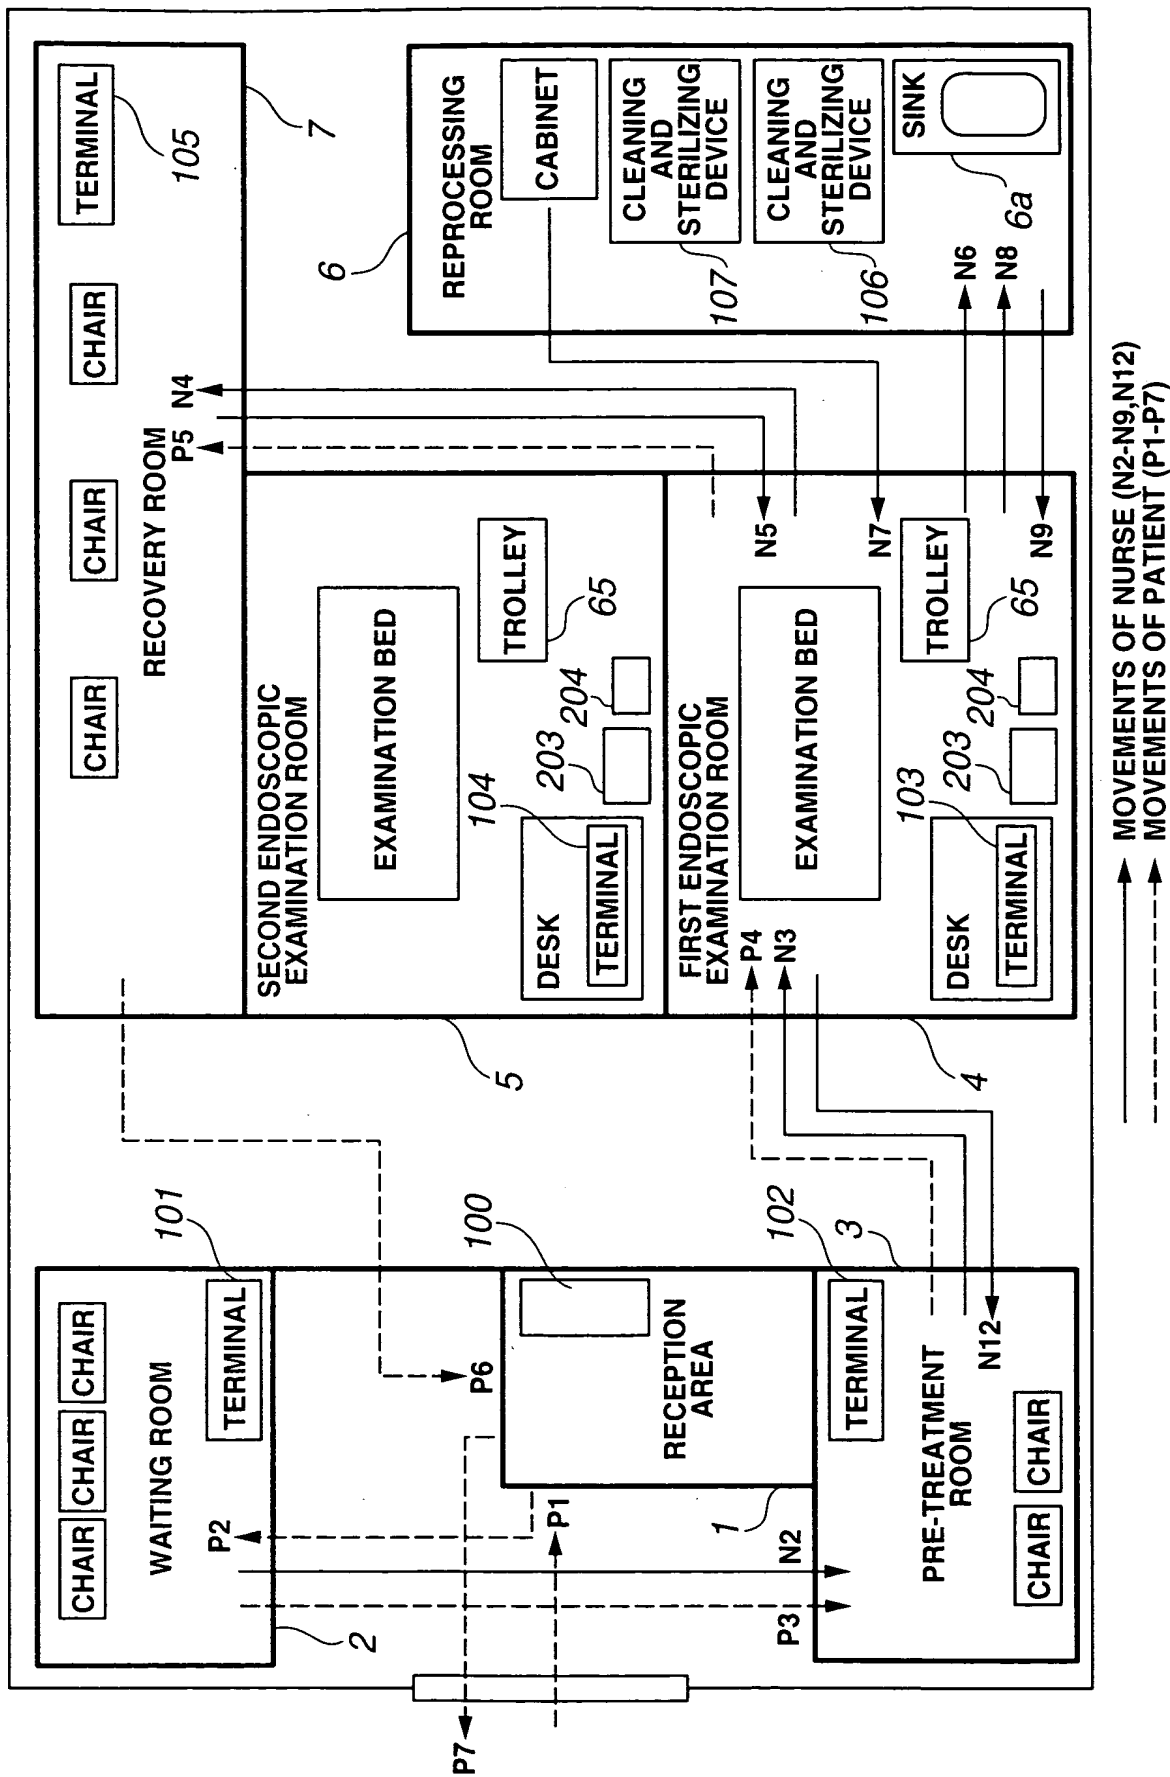 CHAIR
CHAIR
CHAIR
WAITING ROOM
TERMINAL
101
2
P2
P3
N2
P7
P1
P6
RECEPTION
AREA
100
1
TERMINAL
102
3
PRE-TREATMENT
ROOM
N12
CHAIR
CHAIR
CHAIR
CHAIR
CHAIR
TERMINAL
105
RECOVERY ROOM
7
P5
N4
SECOND ENDOSCOPIC
EXAMINATION ROOM
EXAMINATION BED
TROLLEY
65
DESK
TERMINAL
104
203
204
5
FIRST ENDOSCOPIC
EXAMINATION ROOM
P4
N3
EXAMINATION BED
N5
N7
TROLLEY
65
DESK
TERMINAL
103
203
204
N9
4
6
REPROCESSING
ROOM
CABINET
CLEANING
AND
STERILIZING
DEVICE
107
CLEANING
AND
STERILIZING
DEVICE
106
SINK
6a
N6
N8
MOVEMENTS OF NURSE (N2-N9,N12)
MOVEMENTS OF PATIENT (P1-P7)